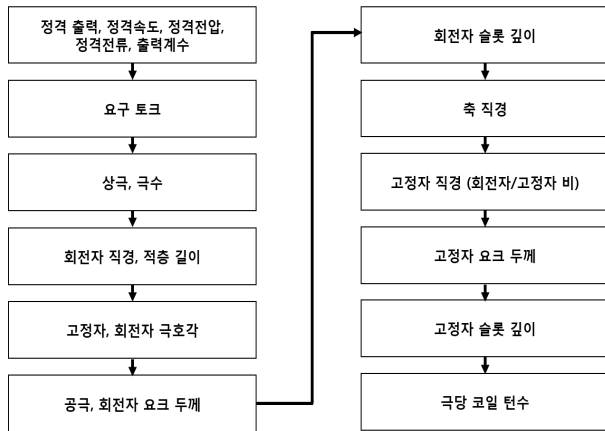 정격 출력, 정격속도, 정격전압,
정격전류, 출력계수
요구 토크
상극, 극수
회전자 직경, 적층 길이
고정자, 회전자 극호각
공극, 회전자 요크 두께
회전자 슬롯 깊이
축 직경
고정자 직경 (회전자/고정자 비)
고정자 요크 두께
고정자 슬롯 깊이
극당 코일 턴수